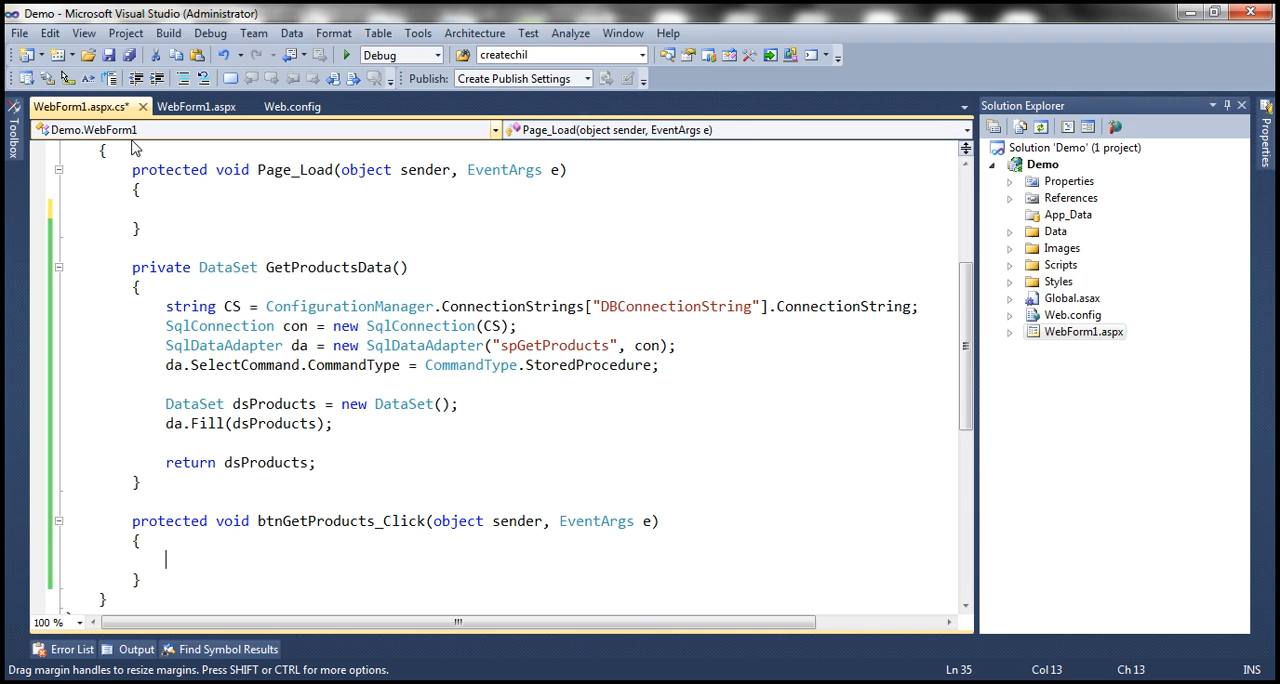 Demo - Microsoft Visual Studio (Administrator)
File Edit View Project Build Debug Team Data Format Table Tools Architecture Test Analyze Window Help
Debug createchil
Publish: Create Publish Settings
WebForm1.aspx.cs* WebForm1.aspx Web.config
Demo.WebForm1 Page_Load(object sender, EventArgs e)
{
protected void Page_Load(object sender, EventArgs e)
{
}
private DataSet GetProductsData()
{
string CS = ConfigurationManager.ConnectionStrings["DBConnectionString"].ConnectionString;
SqlConnection con = new SqlConnection(CS);
SqlDataAdapter da = new SqlDataAdapter("spGetProducts", con);
da.SelectCommand.CommandType = CommandType.StoredProcedure;
DataSet dsProducts = new DataSet();
da.Fill(dsProducts);
return dsProducts;
}
protected void btnGetProducts_Click(object sender, EventArgs e)
{
}
}
100 %
Toolbox
Solution Explorer
Solution 'Demo' (1 project)
Demo
Properties
References
App_Data
Data
Images
Scripts
Styles
Global.asax
Web.config
WebForm1.aspx
Properties
Error List Output Find Symbol Results
Drag margin handles to resize margins. Press SHIFT or CTRL for more options. Ln 35 Col 13 Ch 13 INS